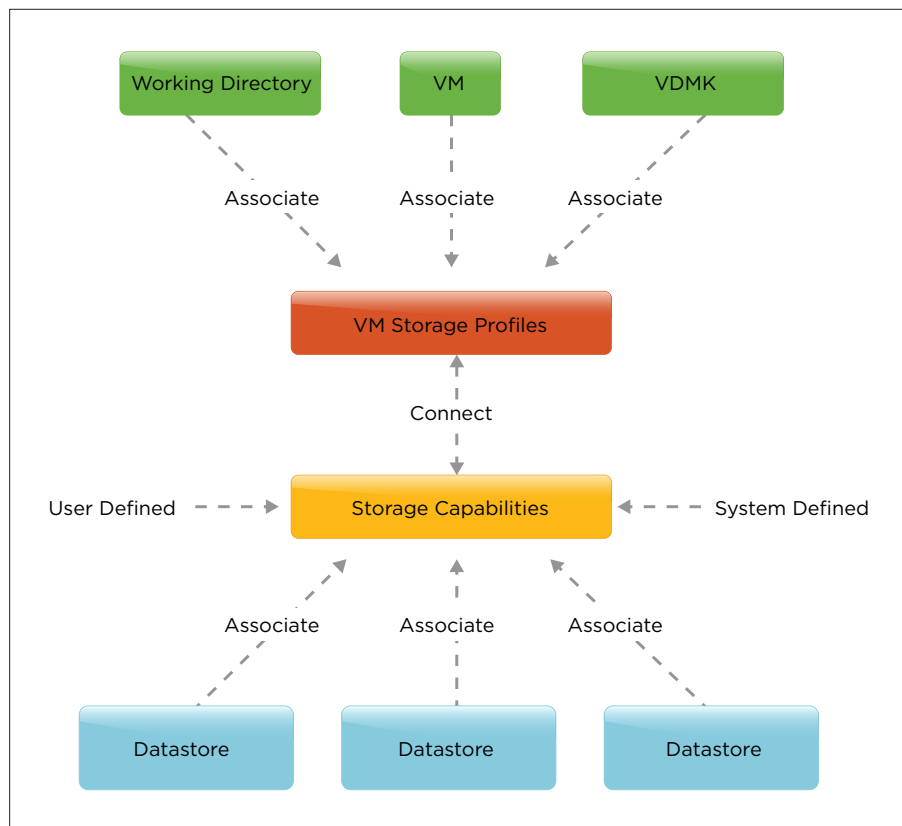 Working Directory
VM
VDMK
Associate
Associate
Associate
VM Storage Profiles
Connect
User Defined
Storage Capabilities
System Defined
Associate
Associate
Associate
Datastore
Datastore
Datastore